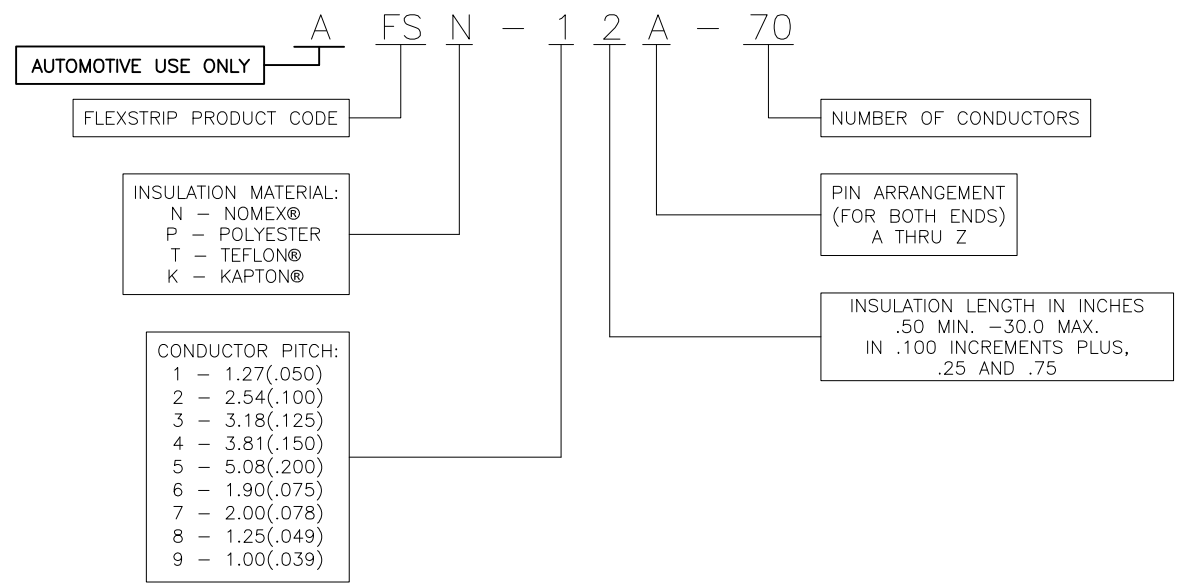 A FS N - 1 2 A - 70
AUTOMOTIVE USE ONLY
FLEXSTRIP PRODUCT CODE
NUMBER OF CONDUCTORS
INSULATION MATERIAL:
N - NOMEX®
P - POLYESTER
T - TEFLON®
K - KAPTON®
PIN ARRANGEMENT
(FOR BOTH ENDS)
A THRU Z
INSULATION LENGTH IN INCHES
.50 MIN. -30.0 MAX.
IN .100 INCREMENTS PLUS,
.25 AND .75
CONDUCTOR PITCH:
1 - 1.27(.050)
2 - 2.54(.100)
3 - 3.18(.125)
4 - 3.81(.150)
5 - 5.08(.200)
6 - 1.90(.075)
7 - 2.00(.078)
8 - 1.25(.049)
9 - 1.00(.039)